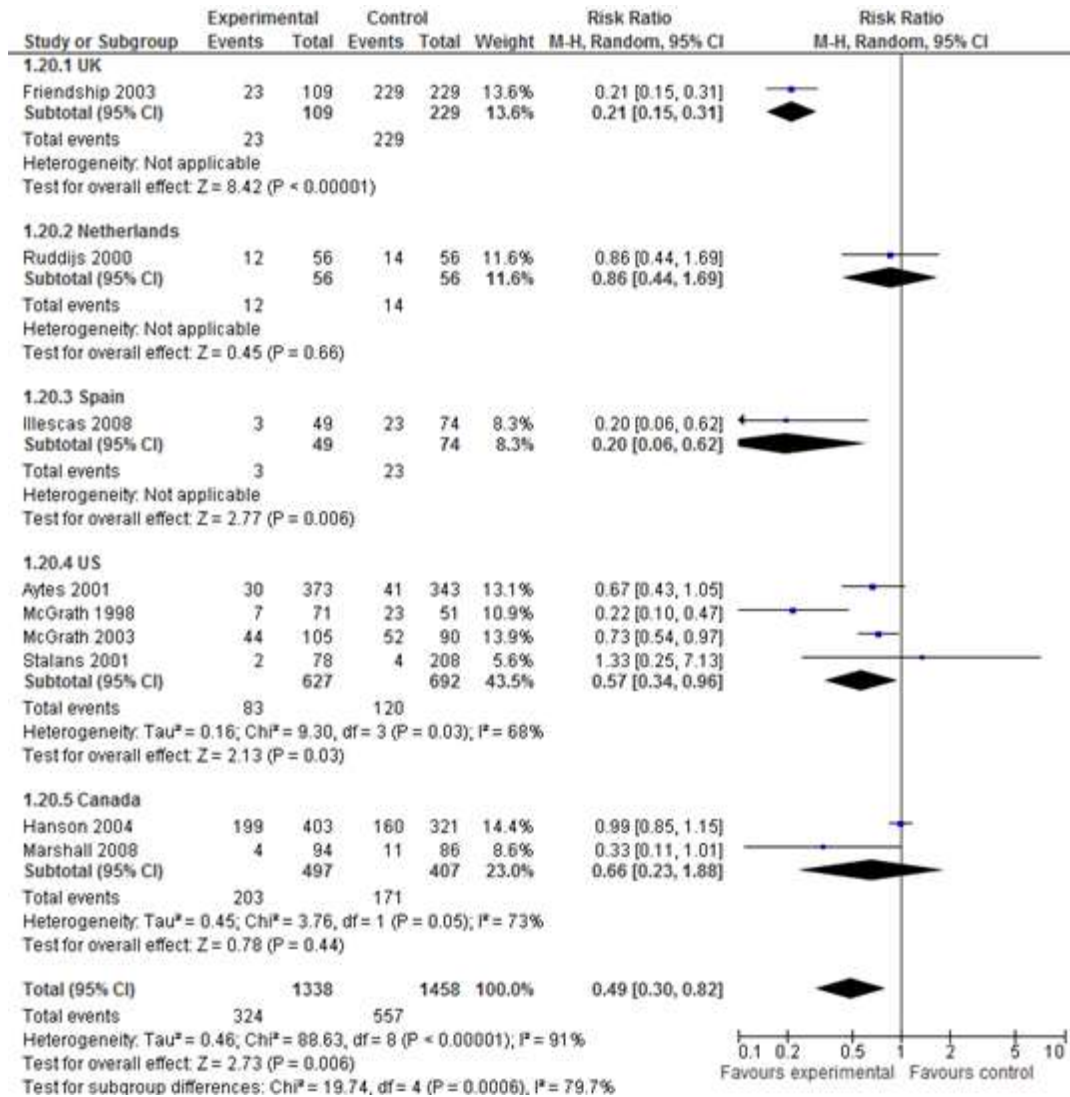 Experimental Control Risk Ratio Risk Ratio
Study or Subgroup Events Total Events Total Weight M-H, Random, 95% CI M-H, Random, 95% CI
1.20.1 UK
Friendship 2003 23 109 229 229 13.6% 0.21 [0.15, 0.31]
Subtotal (95% CI) 109 229 13.6% 0.21 [0.15, 0.31]
Total events 23 229
Heterogeneity: Not applicable
Test for overall effect: Z = 8.42 (P < 0.00001)
1.20.2 Netherlands
Ruddijs 2000 12 56 14 56 11.6% 0.86 [0.44, 1.69]
Subtotal (95% CI) 56 56 11.6% 0.86 [0.44, 1.69]
Total events 12 14
Heterogeneity: Not applicable
Test for overall effect: Z = 0.45 (P = 0.66)
1.20.3 Spain
Illescas 2008 3 49 23 74 8.3% 0.20 [0.06, 0.62]
Subtotal (95% CI) 49 74 8.3% 0.20 [0.06, 0.62]
Total events 3 23
Heterogeneity: Not applicable
Test for overall effect: Z = 2.77 (P = 0.006)
1.20.4 US
Aytes 2001 30 373 41 343 13.1% 0.67 [0.43, 1.05]
McGrath 1998 7 71 23 51 10.9% 0.22 [0.10, 0.47]
McGrath 2003 44 105 52 90 13.9% 0.73 [0.54, 0.97]
Stalans 2001 2 78 4 208 5.6% 1.33 [0.25, 7.13]
Subtotal (95% CI) 627 692 43.5% 0.57 [0.34, 0.96]
Total events 83 120
Heterogeneity: Tau² = 0.16; Chi² = 9.30, df = 3 (P = 0.03); I² = 68%
Test for overall effect: Z = 2.13 (P = 0.03)
1.20.5 Canada
Hanson 2004 199 403 160 321 14.4% 0.99 [0.85, 1.15]
Marshall 2008 4 94 11 86 8.6% 0.33 [0.11, 1.01]
Subtotal (95% CI) 497 407 23.0% 0.66 [0.23, 1.88]
Total events 203 171
Heterogeneity: Tau² = 0.45; Chi² = 3.76, df = 1 (P = 0.05); I² = 73%
Test for overall effect: Z = 0.78 (P = 0.44)
Total (95% CI) 1338 1458 100.0% 0.49 [0.30, 0.82]
Total events 324 557
Heterogeneity: Tau² = 0.46; Chi² = 88.63, df = 8 (P < 0.00001); I² = 91%
Test for overall effect: Z = 2.73 (P = 0.006)
Test for subgroup differences: Chi² = 19.74, df = 4 (P = 0.0006), I² = 79.7%
0.1 0.2 0.5 1 2 5 10
Favours experimental Favours control